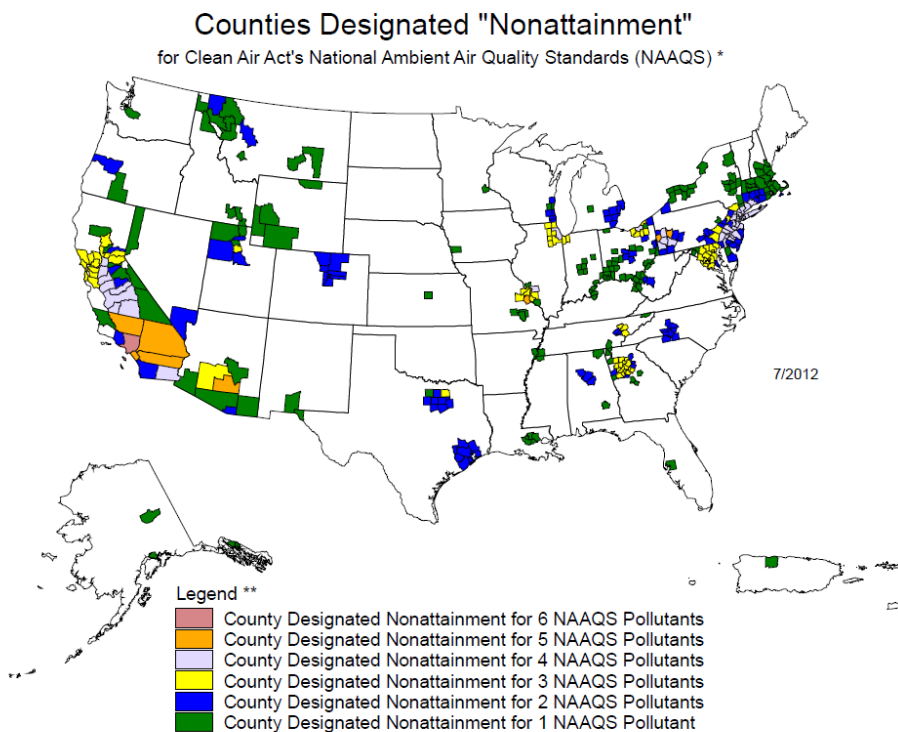 Counties Designated "Nonattainment"
for Clean Air Act's National Ambient Air Quality Standards (NAAQS) *
7/2012
Legend **
County Designated Nonattainment for 6 NAAQS Pollutants
County Designated Nonattainment for 5 NAAQS Pollutants
County Designated Nonattainment for 4 NAAQS Pollutants
County Designated Nonattainment for 3 NAAQS Pollutants
County Designated Nonattainment for 2 NAAQS Pollutants
County Designated Nonattainment for 1 NAAQS Pollutant